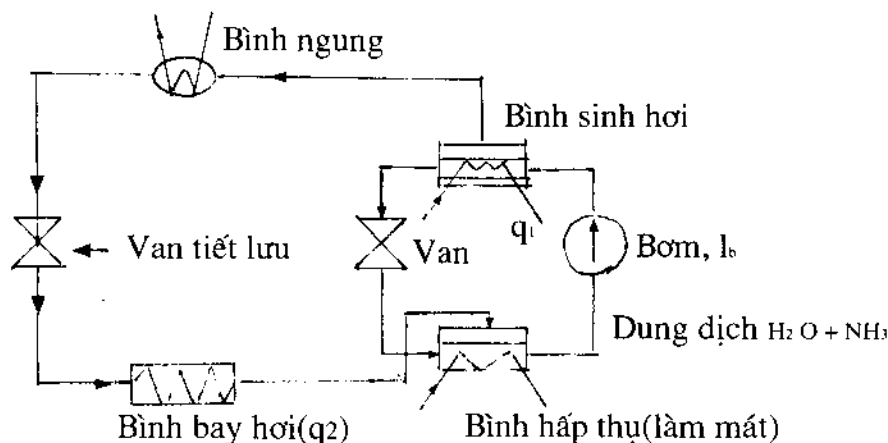 Bình ngung
Bình sinh hơi
q₁
Van tiết lưu
Van
Bơm, lb
Dung dịch H₂ O + NH₃
Bình bay hơi(q₂)
Bình hấp thụ(làm mát)